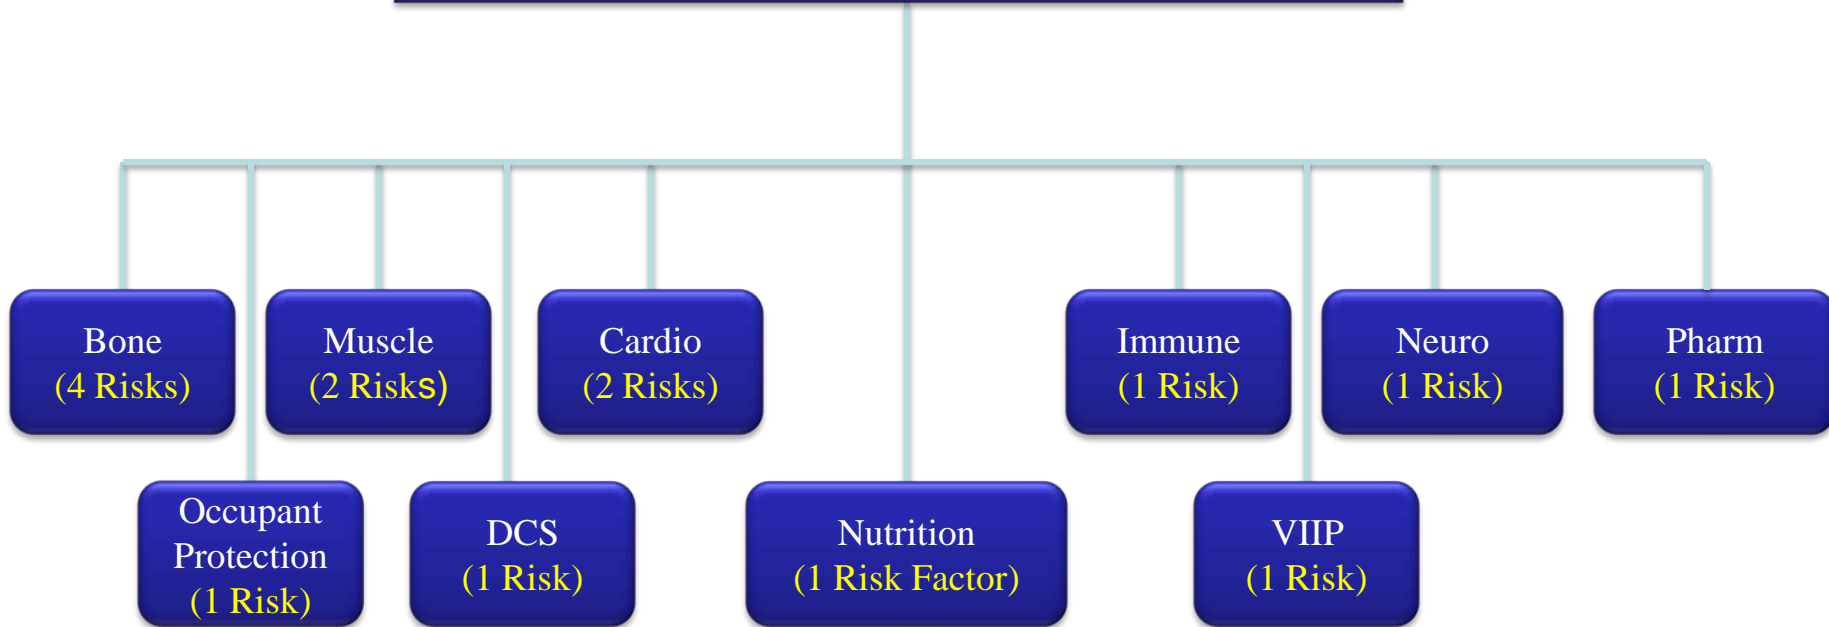 Bone
(4 Risks)
Muscle
(2 Risks)
Cardio
(2 Risks)
Immune
(1 Risk)
Neuro
(1 Risk)
Pharm
(1 Risk)
Occupant
Protection
(1 Risk)
DCS
(1 Risk)
Nutrition
(1 Risk Factor)
VIIP
(1 Risk)